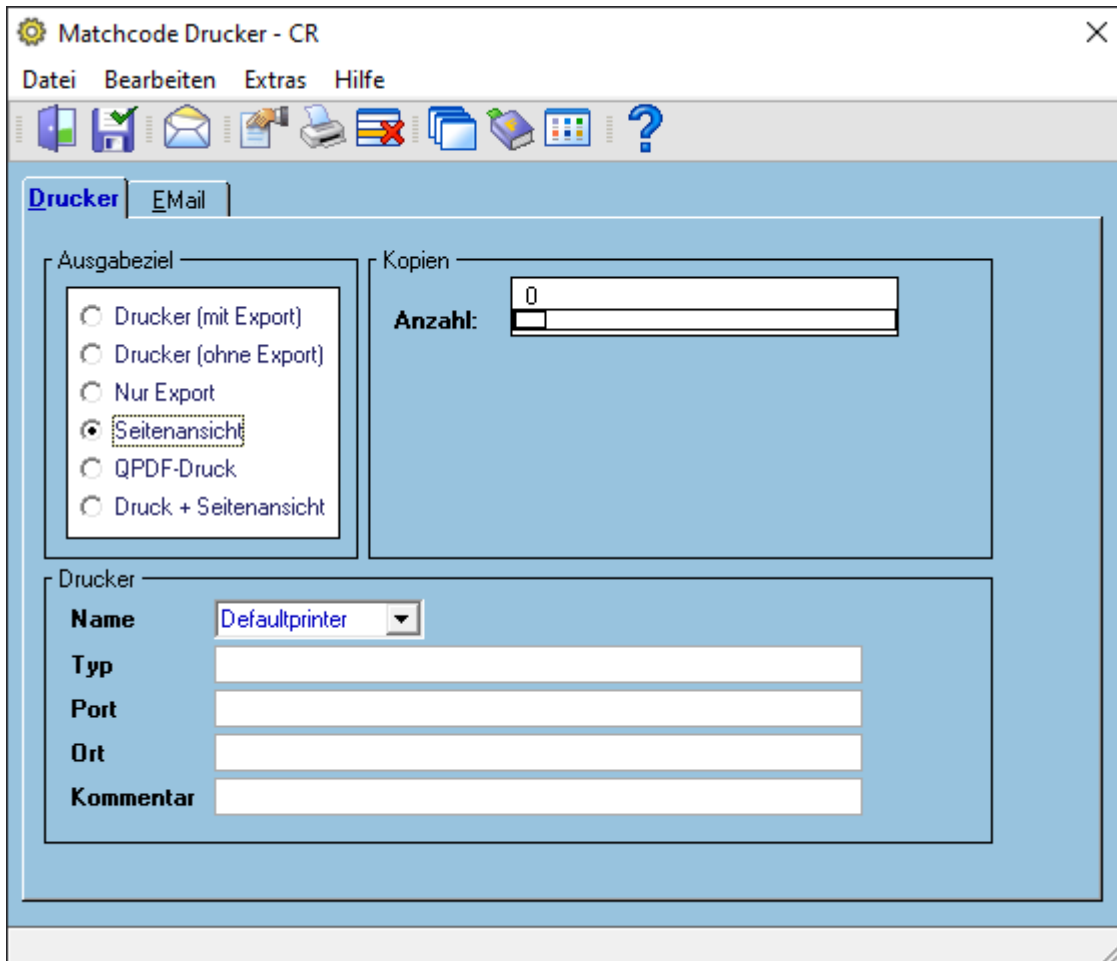 Matchcode Drucker - CR
Datei Bearbeiten Extras Hilfe
Drucker EMail
Ausgabeziel
Drucker (mit Export)
Drucker (ohne Export)
Nur Export
Seitenansicht
QPDF-Druck
Druck + Seitenansicht
Kopien
0
Anzahl:
Drucker
Name Defaultprinter
Typ
Port
Ort
Kommentar